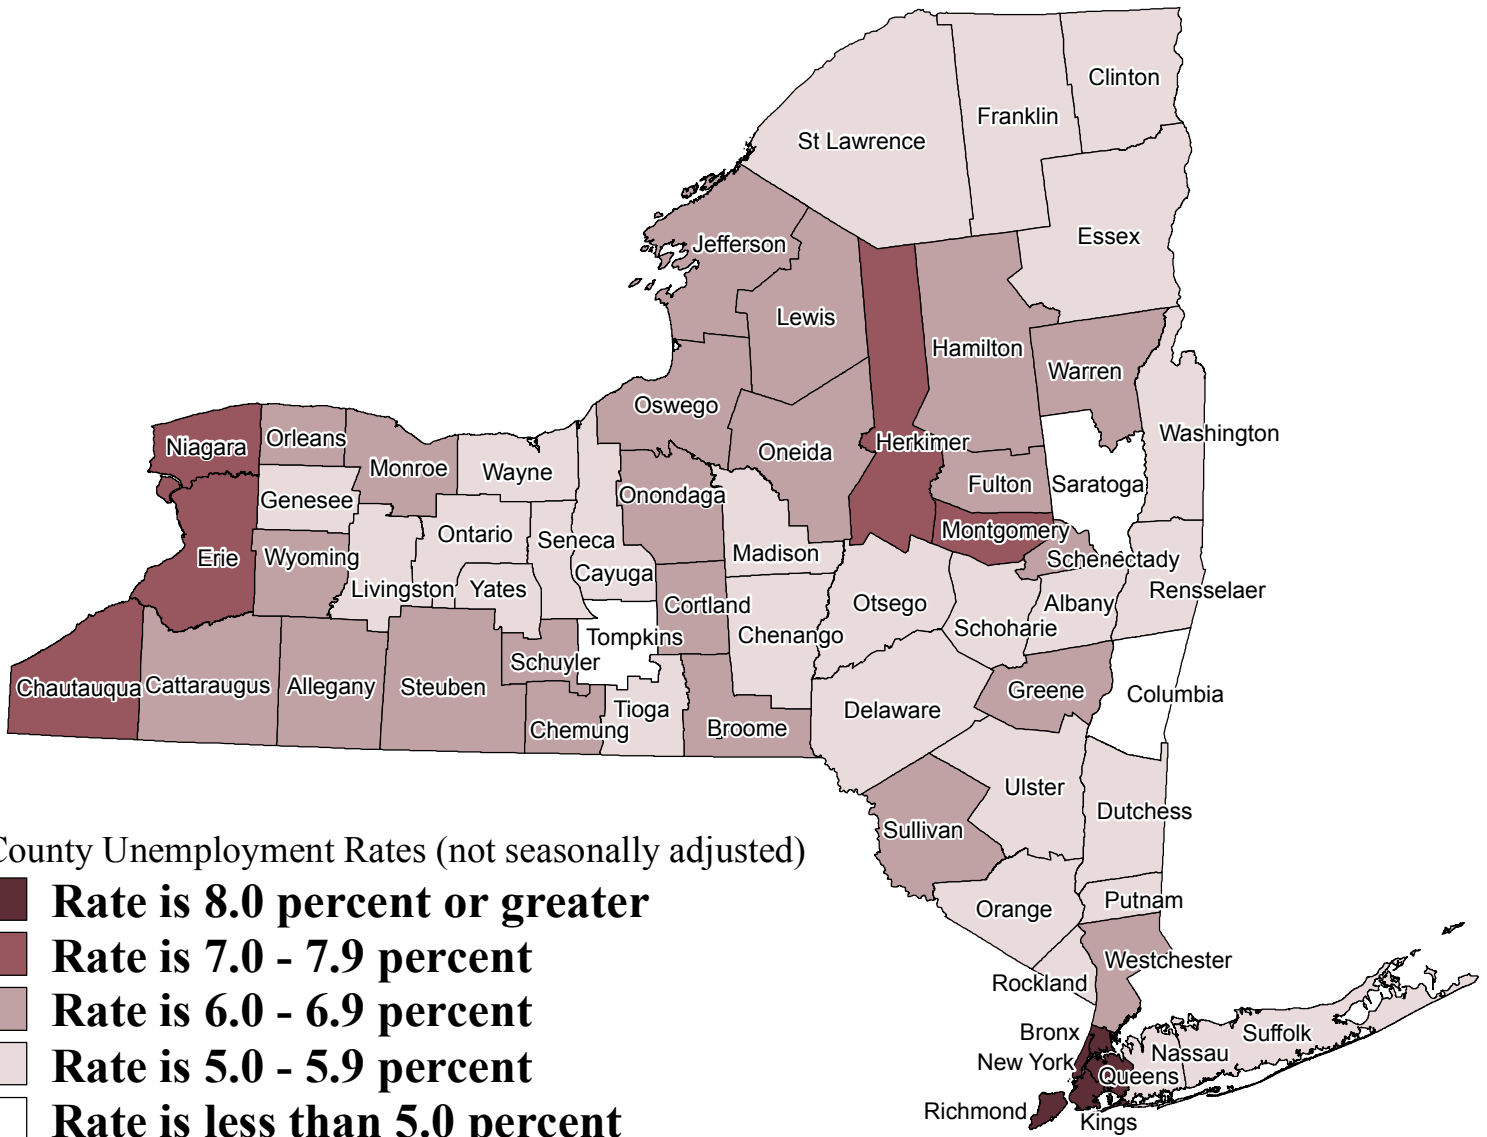 Clinton
Franklin
St Lawrence
Essex
Jefferson
Lewis
Hamilton
Warren
Oswego
Washington
Herkimer
Oneida
Orleans
Niagara
Monroe
Wayne
Saratoga
Fulton
Onondaga
Genesee
Montgomery
Ontario
Seneca
Madison
Erie
Wyoming
Schenectady
Cayuga
Livingston
Yates
Rensselaer
Otsego
Albany
Cortland
Schoharie
Chenango
Tompkins
Schuyler
Chautauqua
Cattaraugus
Allegany
Steuben
Greene
Columbia
Tioga
Delaware
Chemung
Broome
Ulster
Dutchess
Sullivan
County Unemployment Rates (not seasonally adjusted)
Rate is 8.0 percent or greater
Rate is 7.0 - 7.9 percent
Rate is 6.0 - 6.9 percent
Rate is 5.0 - 5.9 percent
Rate is less than 5.0 percent
Putnam
Orange
Westchester
Rockland
Bronx
Suffolk
New York
Nassau
Queens
Richmond
Kings